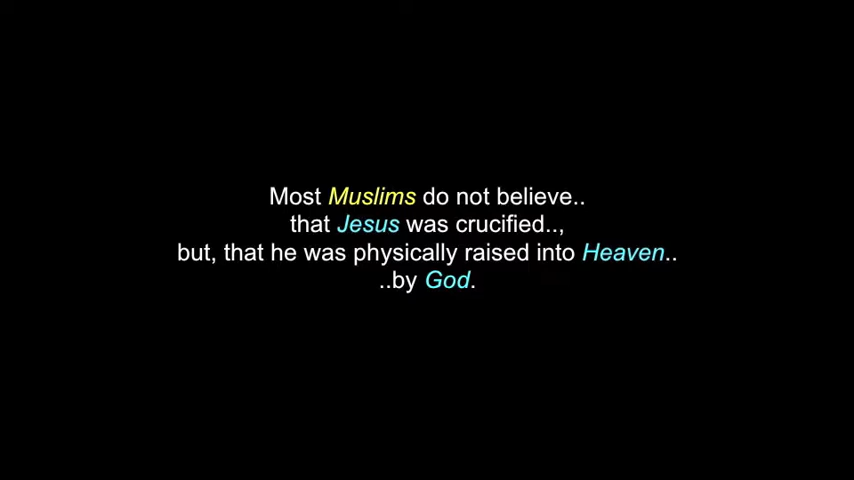 Most Muslims do not believe..
that Jesus was crucified..,
but, that he was physically raised into Heaven..
..by God.